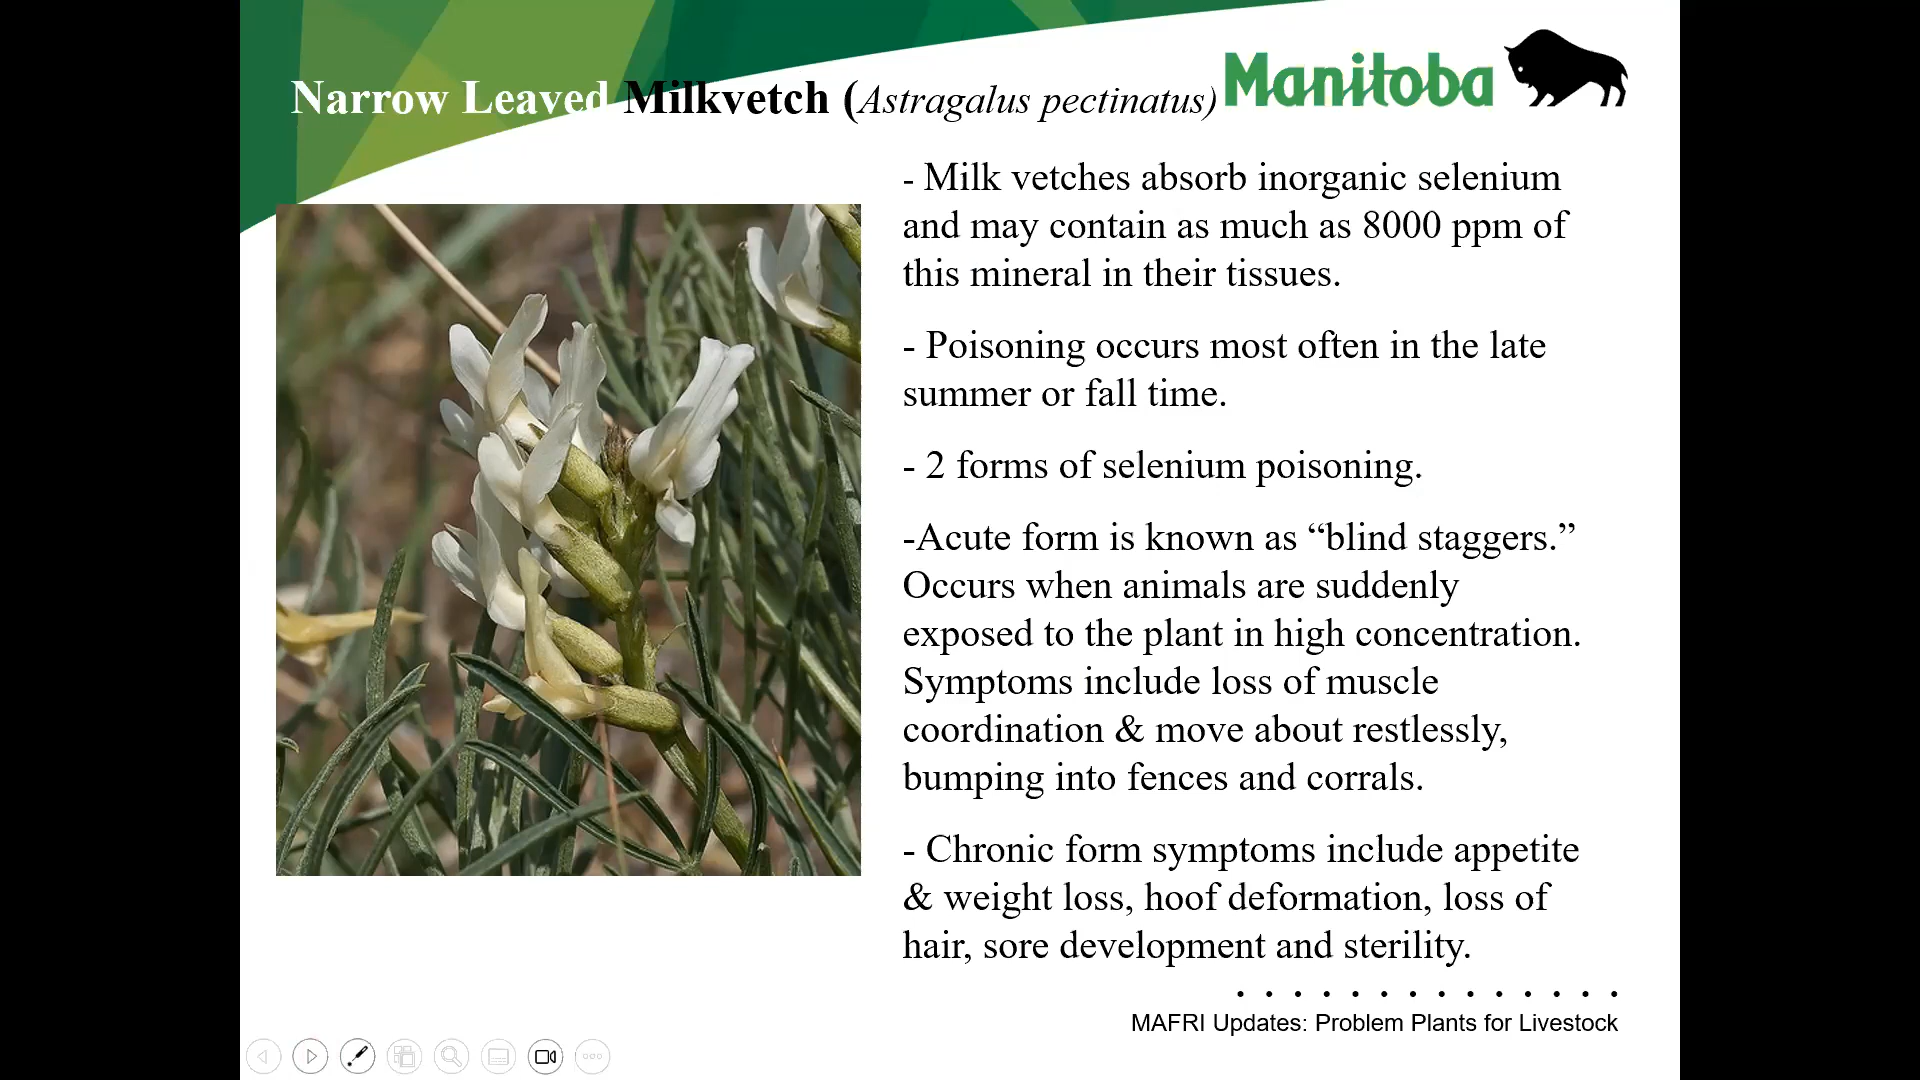 Narrow Leaved Milkvetch (Astragalus pectinatus)
Manitoba
- Milk vetches absorb inorganic selenium
and may contain as much as 8000 ppm of
this mineral in their tissues.
- Poisoning occurs most often in the late
summer or fall time.
- 2 forms of selenium poisoning.
-Acute form is known as “blind staggers.”
Occurs when animals are suddenly
exposed to the plant in high concentration.
Symptoms include loss of muscle
coordination & move about restlessly,
bumping into fences and corrals.
- Chronic form symptoms include appetite
& weight loss, hoof deformation, loss of
hair, sore development and sterility.
MAFRI Updates: Problem Plants for Livestock